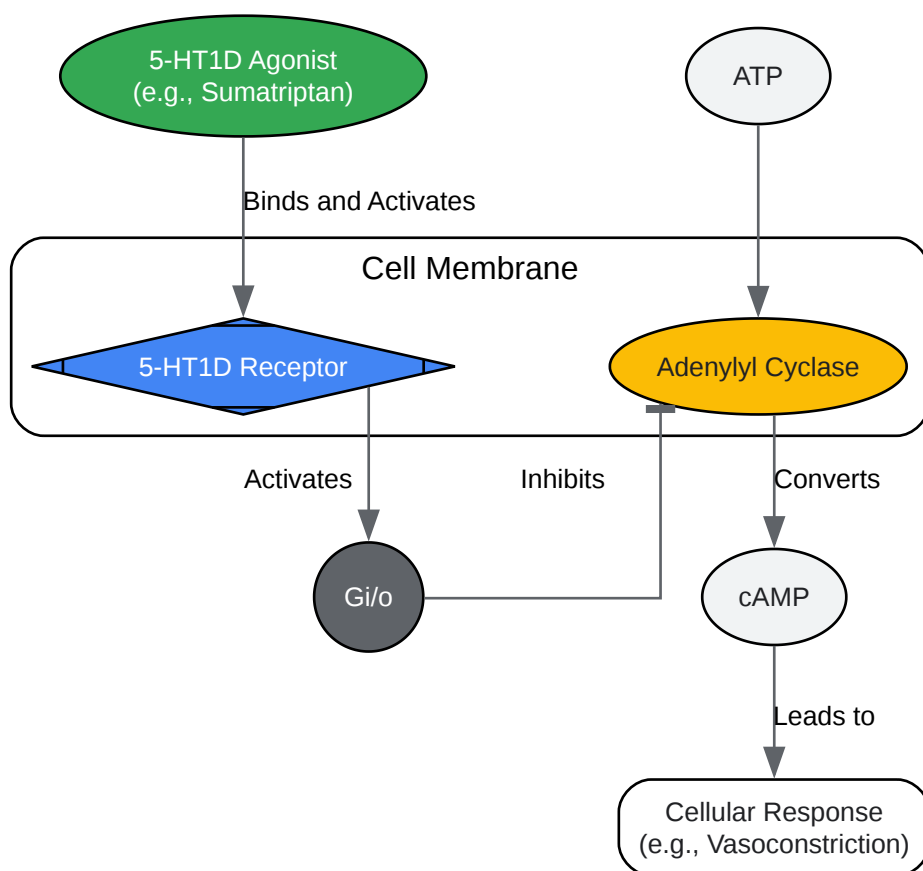 5-HT1D Agonist
(e.g., Sumatriptan)
ATP
Binds and Activates
Cell Membrane
5-HT1D Receptor
Adenylyl Cyclase
Activates
Inhibits
Converts
Gi/o
cAMP
Leads to
Cellular Response
(e.g., Vasoconstriction)